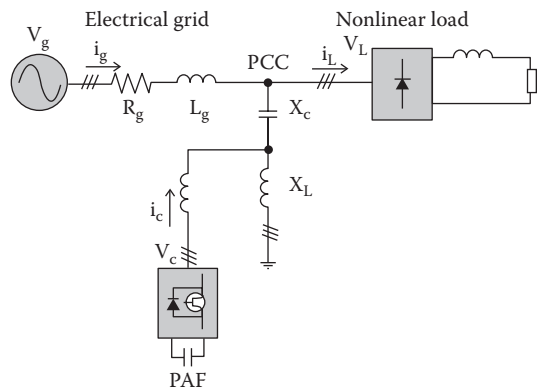 Electrical grid
Nonlinear load
V_g
i_g
PCC
i_L
V_L
R_g
L_g
X_c
X_L
i_c
V_c
PAF